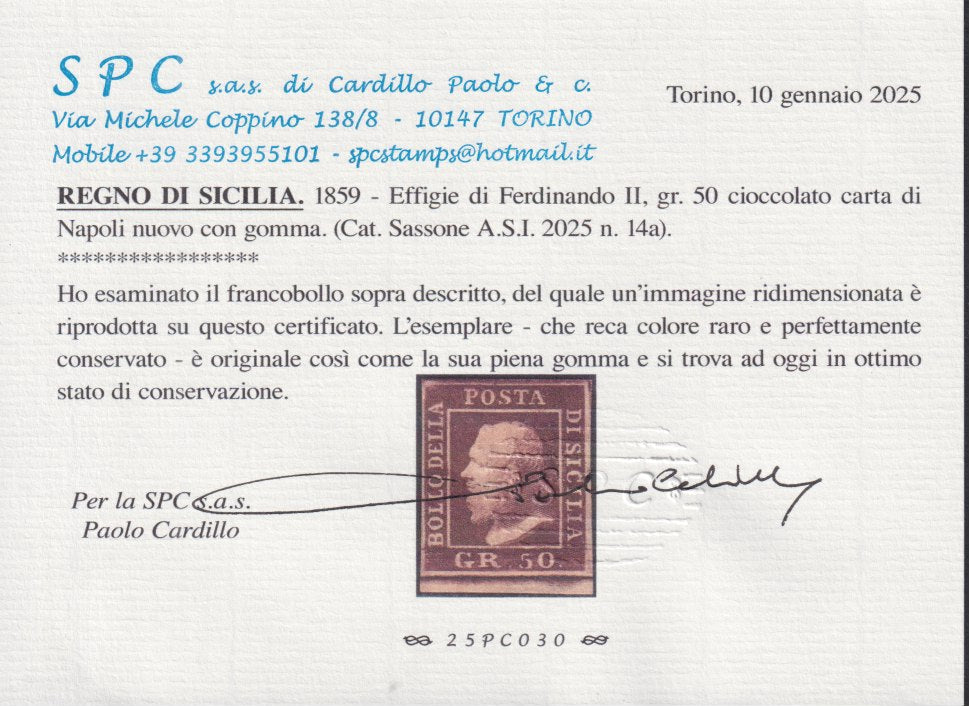 SPC s.a.s. di Cardillo Paolo & c.
Via Michele Coppino 138/8 - 10147 TORINO
Mobile +39 3393955101 - spcstamps@hotmail.it
Torino, 10 gennaio 2025
REGNO DI SICILIA. 1859 - Effigie di Ferdinando II, gr. 50 cioccolato carta di
Napoli nuovo con gomma. (Cat. Sassone A.S.I. 2025 n. 14a).
*****************
Ho esaminato il francobollo sopra descritto, del quale un'immagine ridimensionata è
riprodotta su questo certificato. L'esemplare - che reca colore raro e perfettamente
conservato - è originale così come la sua piena gomma e si trova ad oggi in ottimo
stato di conservazione.
POSTA
BOLLO DELLA
DI SICILIA
GR. 50.
Per la SPC s.a.s.
Paolo Cardillo
25PC030